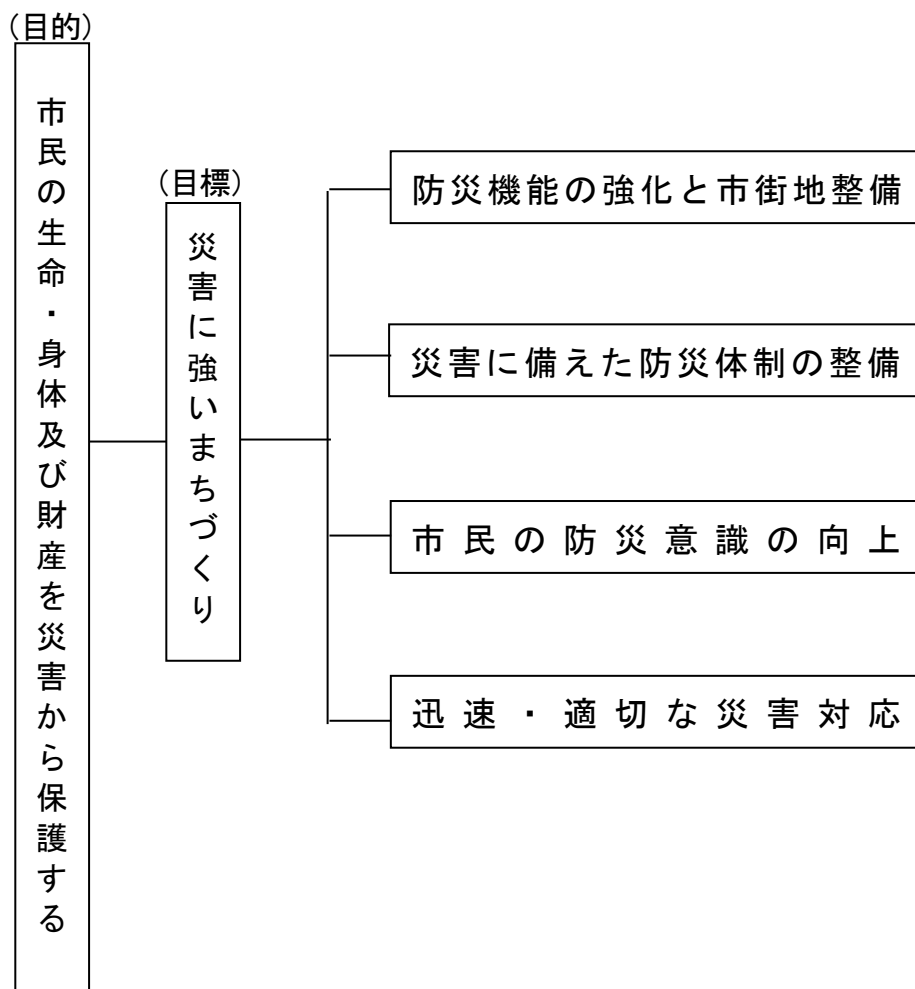 (目的)
市民の生命・身体及び財産を災害から保護する
(目標)
災害に強いまちづくり
防災機能の強化と市街地整備
災害に備えた防災体制の整備
市民の防災意識の向上
迅速・適切な災害対応